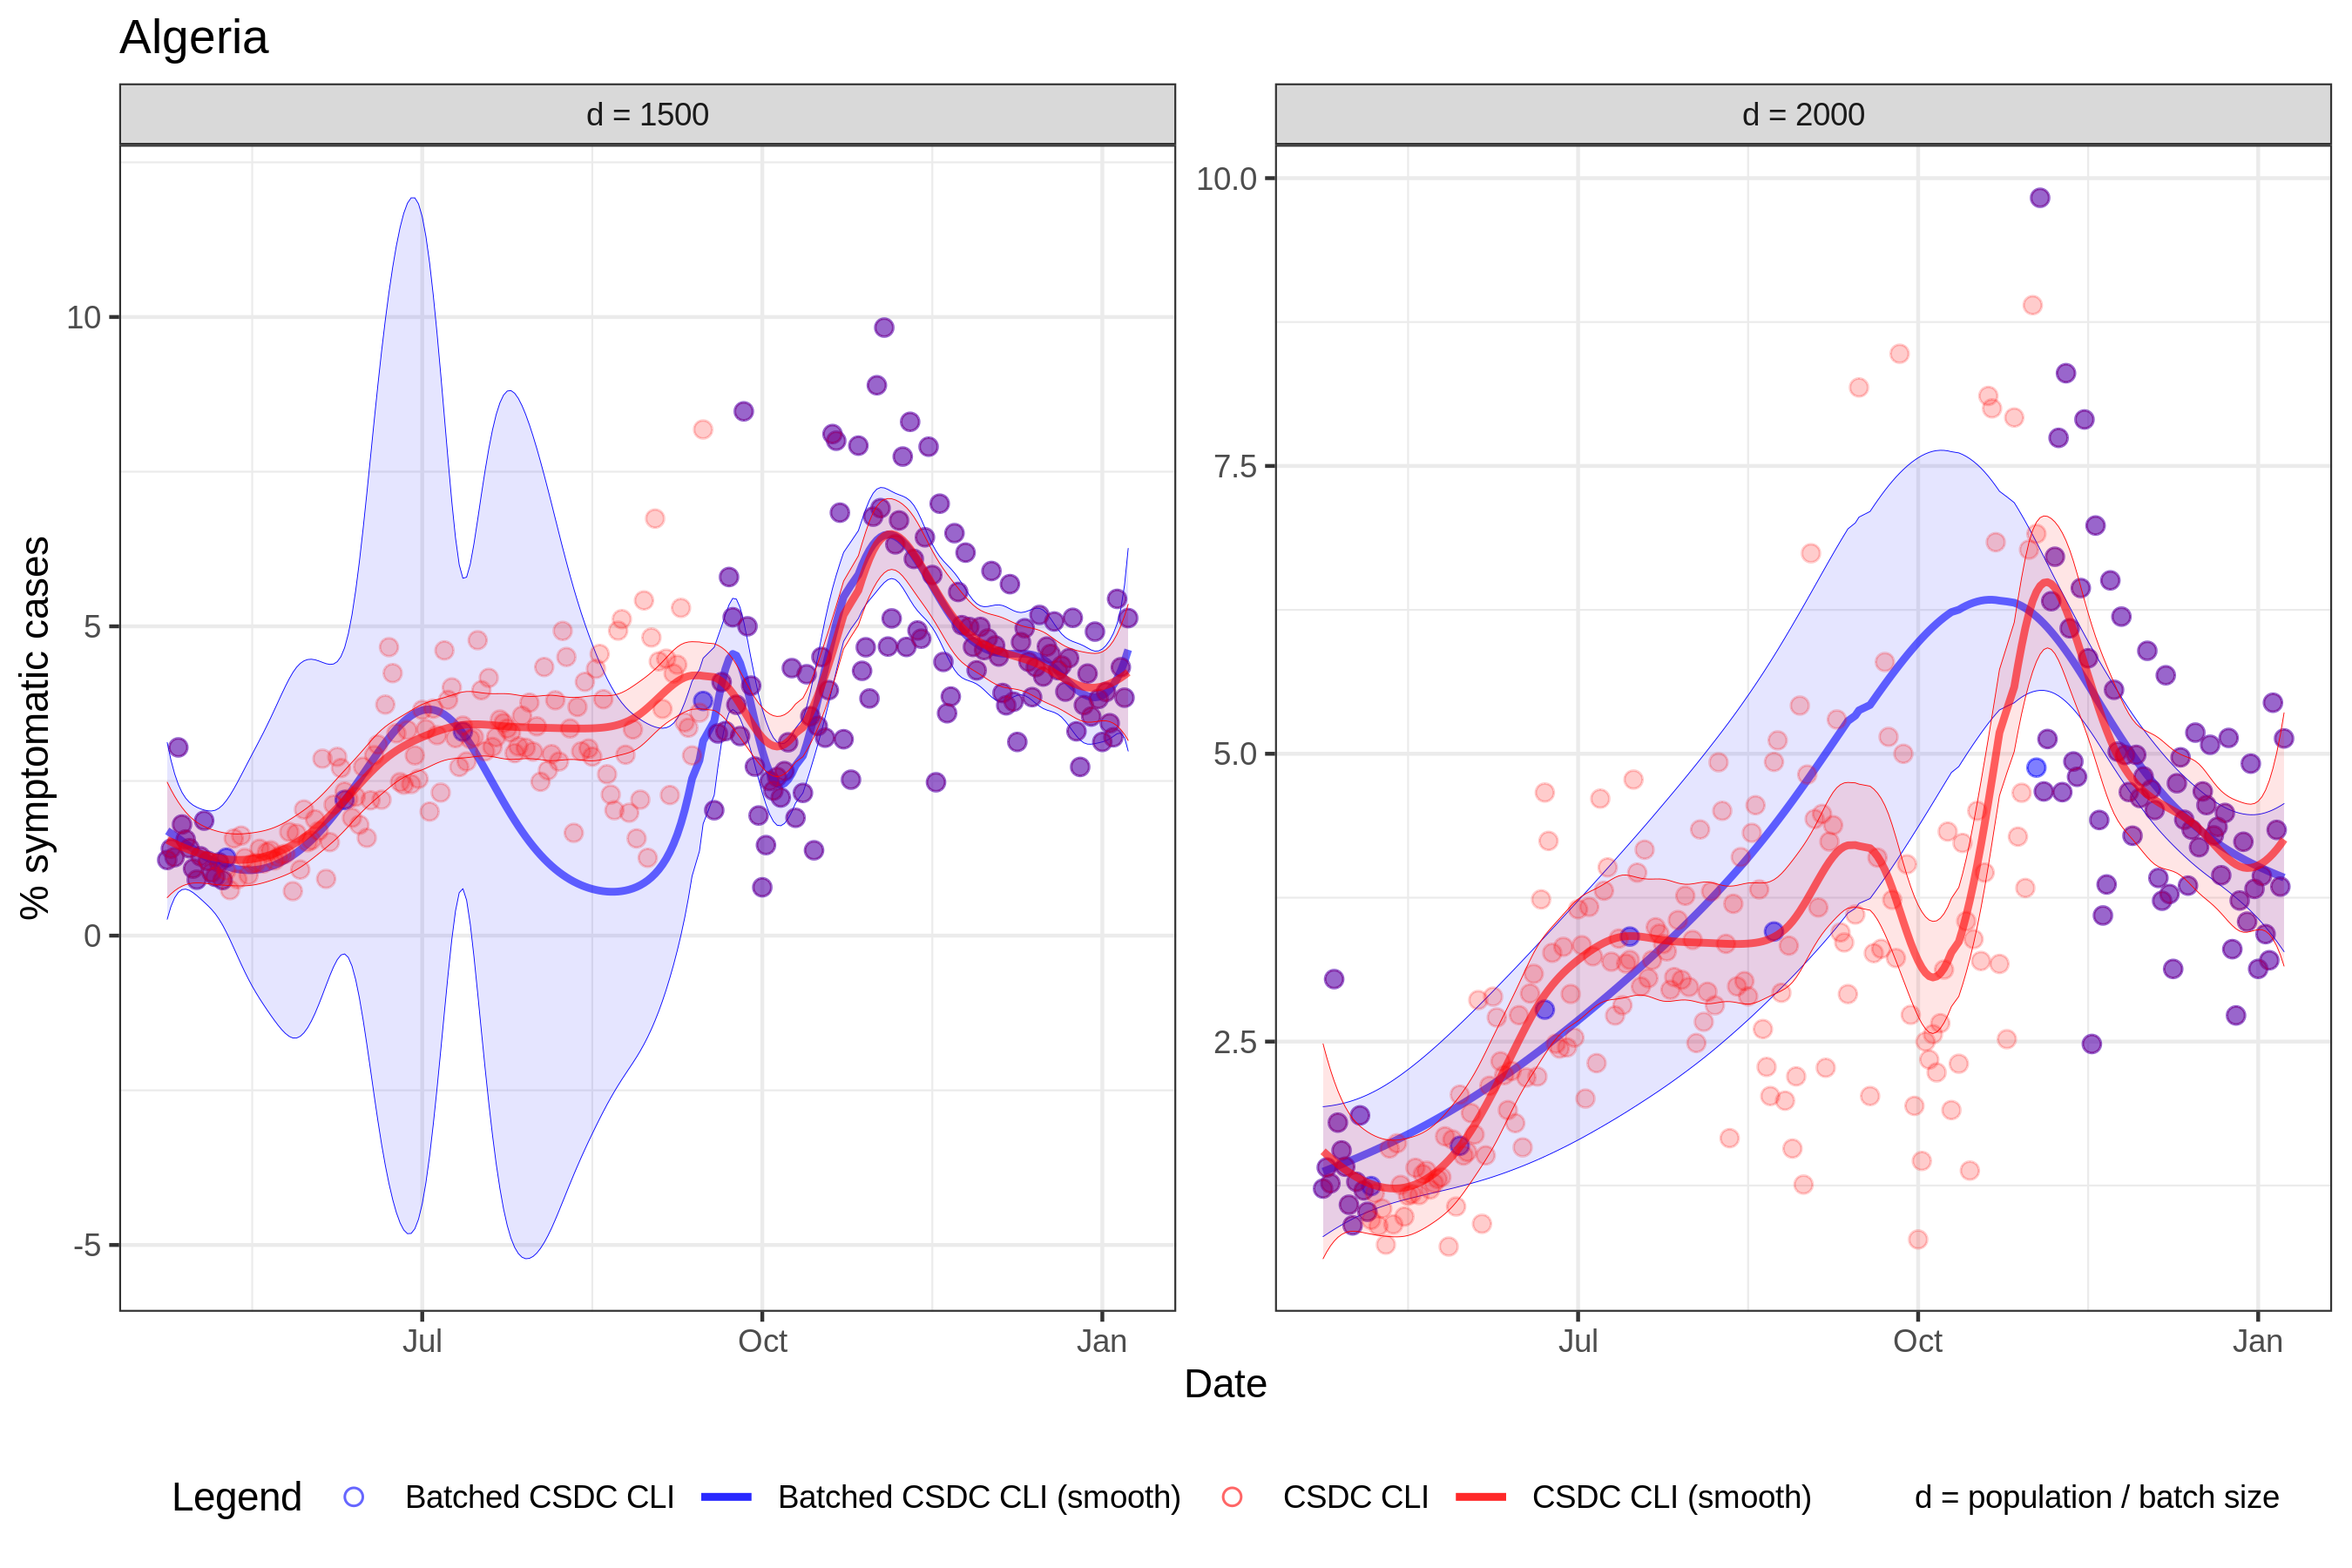 Algeria
d = 1500
d = 2000
% symptomatic cases
10
5
0
-5
10.0
7.5
5.0
2.5
Jul
Oct
Jan
Jul
Oct
Jan
Date
Legend Batched CSDC CLI Batched CSDC CLI (smooth) CSDC CLI CSDC CLI (smooth) d = population / batch size